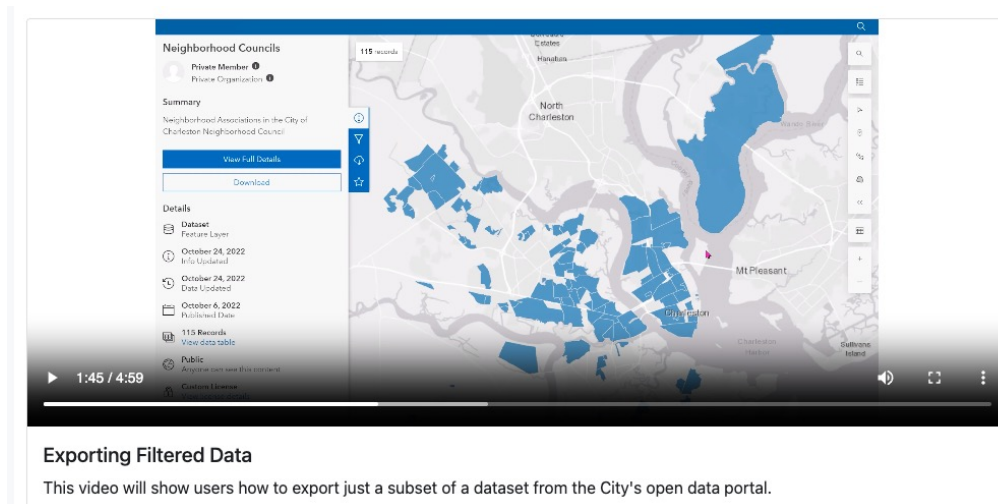 Neighborhood Councils
Private Member
Private Organization
Summary
Neighborhood Associations in the City of
Charleston Neighborhood Council
View Full Details
Download
Details
Dataset
Feature Layer
October 24, 2022
Info Updated
October 24, 2022
Data Updated
October 6, 2022
Published Date
115 Records
View data table
Public
Anyone can see this content
Custom License
115 records
Estates
Hanahan
North
Charleston
Mt Pleasant
Charleston
Charleston
Harbor
Sullivans
Island
1:45 / 4:59
Exporting Filtered Data
This video will show users how to export just a subset of a dataset from the City's open data portal.